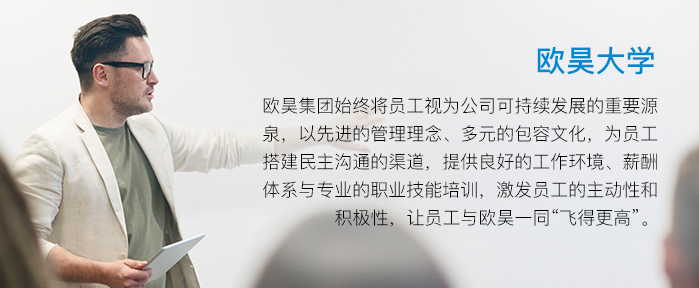 欧昊大学
欧昊集团始终将员工视为公司可持续发展的重要源
泉，以先进的管理理念、多元的包容文化，为员工
搭建民主沟通的渠道，提供良好的工作环境、薪酬
体系与专业的职业技能培训，激发员工的主动性和
积极性，让员工与欧昊一同“飞得更高”。